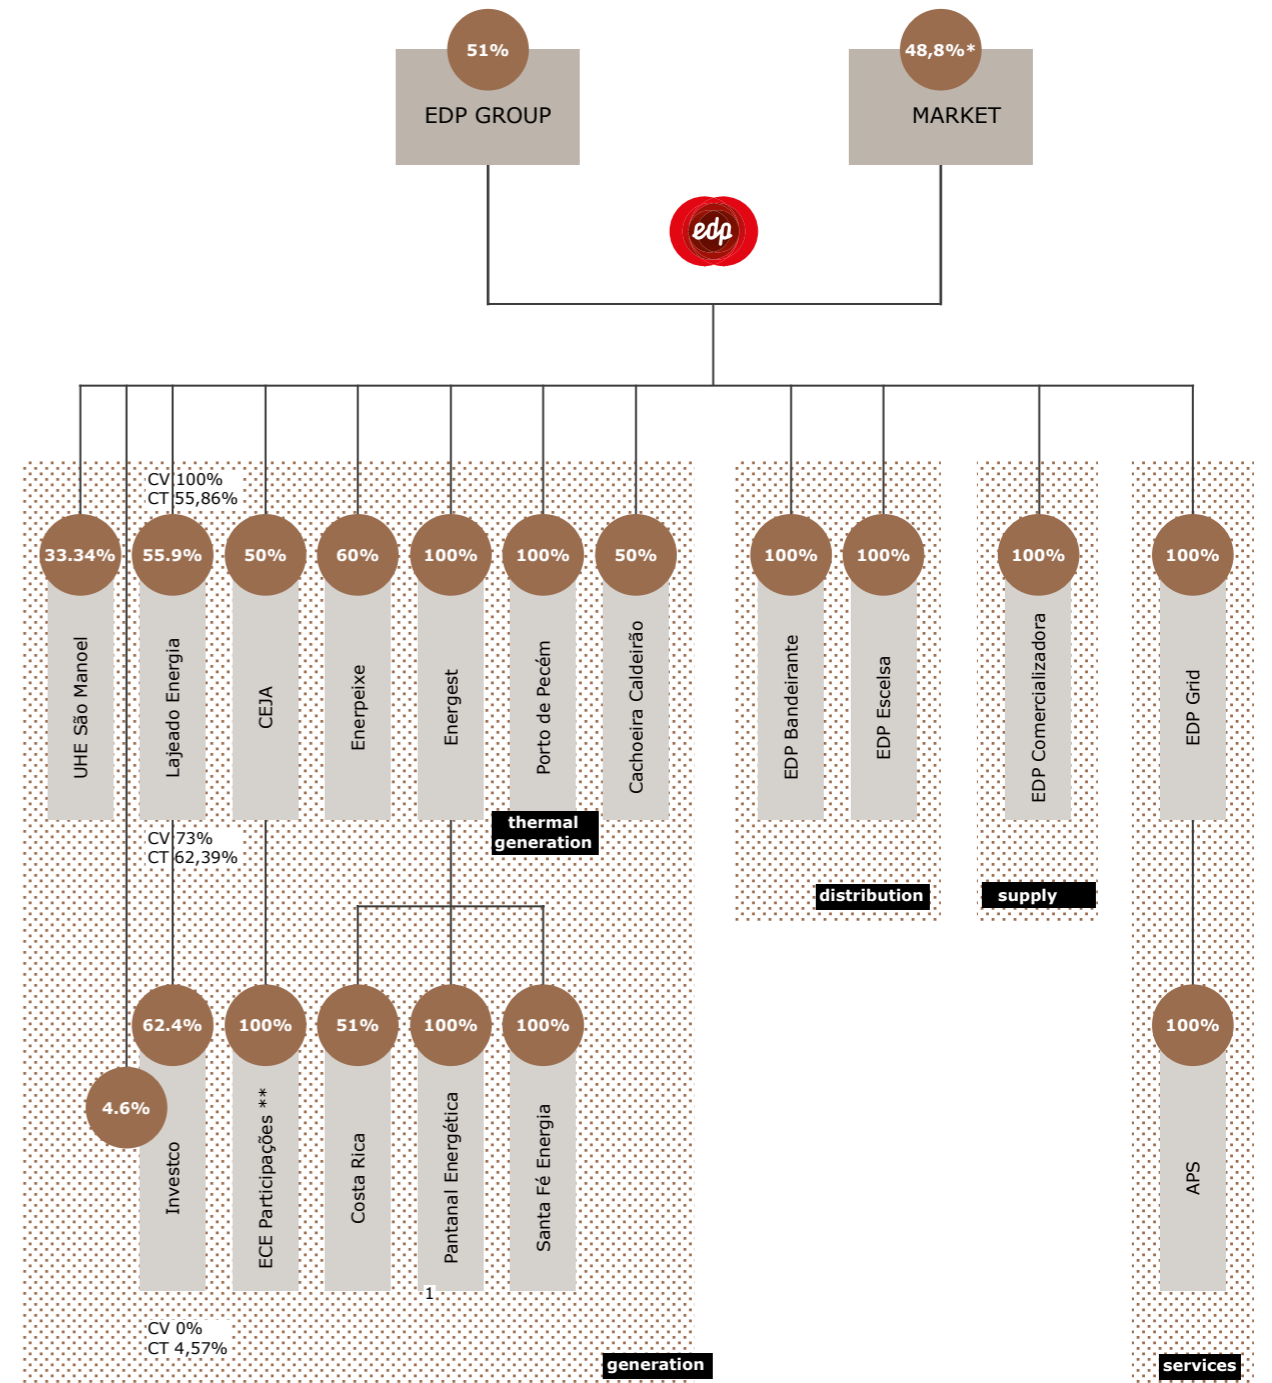 51%
48,8%*
EDP GROUP
MARKET
edp
CV 100%
CT 55,86%
33.34%
55.9%
50%
60%
100%
100%
50%
100%
100%
100%
100%
UHE São Manoel
Lajeado Energia
CEJA
Enerpeixe
Energest
Porto de Pecém
Cachoeira Caldeirão
EDP Bandeirante
EDP Escelsa
EDP Comercializadora
EDP Grid
thermal
generation
CV 73%
CT 62,39%
distribution
supply
62.4%
100%
51%
100%
100%
100%
4.6%
Investco
ECE Participações **
Costa Rica
Pantanal Energética
Santa Fé Energia
APS
1
CV 0%
CT 4,57%
generation
services